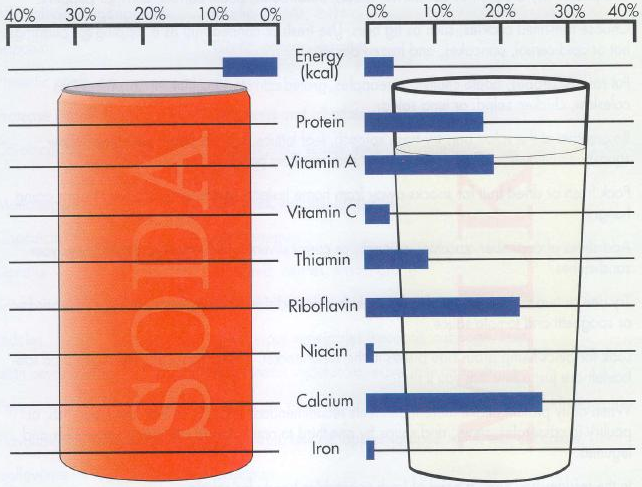 40% 30% 20% 10% 0% 0% 10% 20% 30% 40%
Energy
(kcal)
Protein
Vitamin A
Vitamin C
Thiamin
Riboflavin
Niacin
Calcium
Iron
SODA